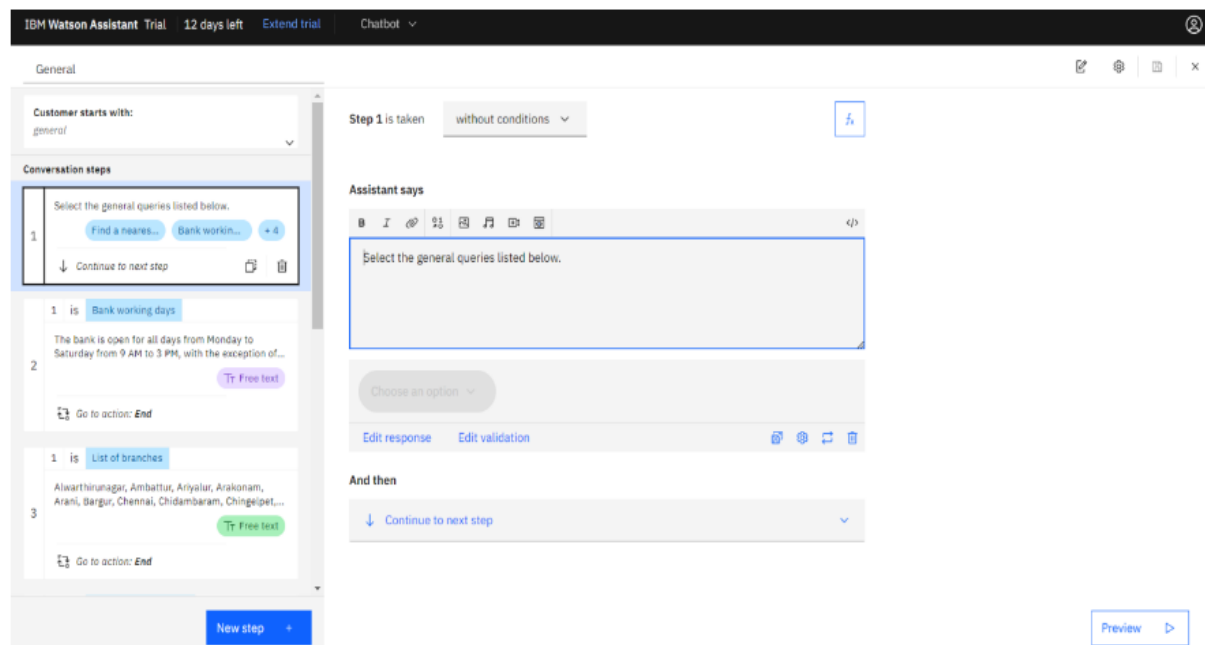 IBM Watson Assistant Trial 12 days left Extend trial Chatbot
General
Customer starts with:
general
Conversation steps
1
Select the general queries listed below.
Find a neares... Bank workin... + 4
Continue to next step
2
1 is Bank working days
The bank is open for all days from Monday to
Saturday from 9 AM to 3 PM, with the exception of...
Free text
Go to action: End
3
1 is List of branches
Alwarthirunagar, Ambattur, Ariyalur, Arakonam,
Arani, Bargur, Chennai, Chidambaram, Chingelpet,...
Free text
Go to action: End
New step +
Step 1 is taken without conditions
fx
Assistant says
B I </>
Select the general queries listed below.
Choose an option
Edit response Edit validation
And then
Continue to next step
Preview